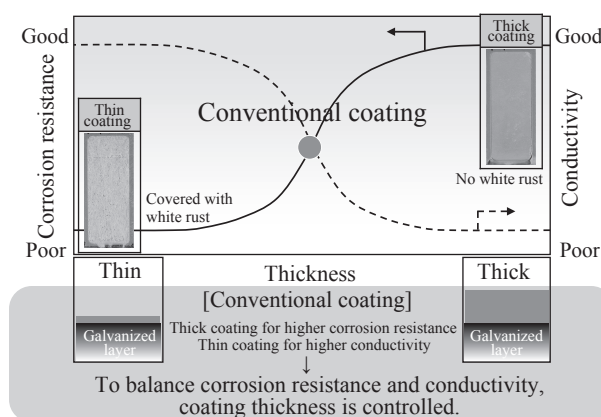 Good
Corrosion resistance
Poor
Thin
coating
Covered with
white rust
Conventional coating
Thick
coating
No white rust
Good
Conductivity
Poor
Thin
Thickness
Thick
[Conventional coating]
Galvanized
layer
Thick coating for higher corrosion resistance
Thin coating for higher conductivity
↓
Galvanized
layer
To balance corrosion resistance and conductivity,
coating thickness is controlled.